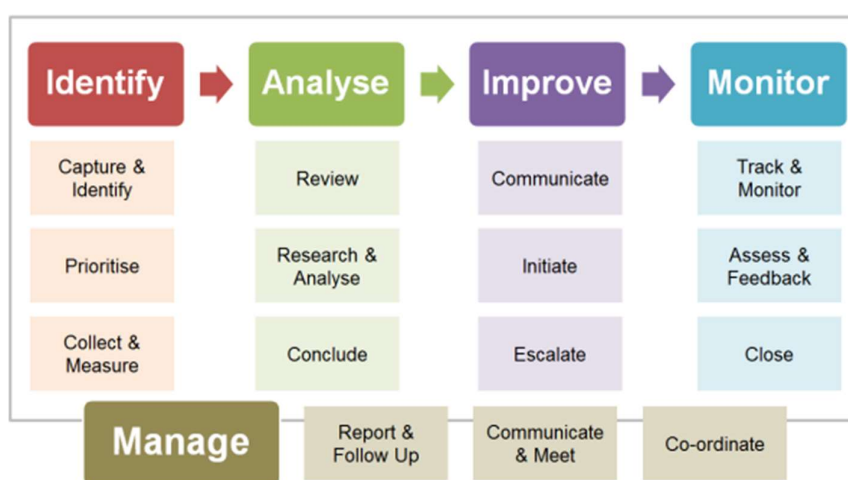 Identify
Analyse
Improve
Monitor
Capture &
Identify
Review
Communicate
Track &
Monitor
Prioritise
Research &
Analyse
Initiate
Assess &
Feedback
Collect &
Measure
Conclude
Escalate
Close
Manage
Report &
Follow Up
Communicate
& Meet
Co-ordinate